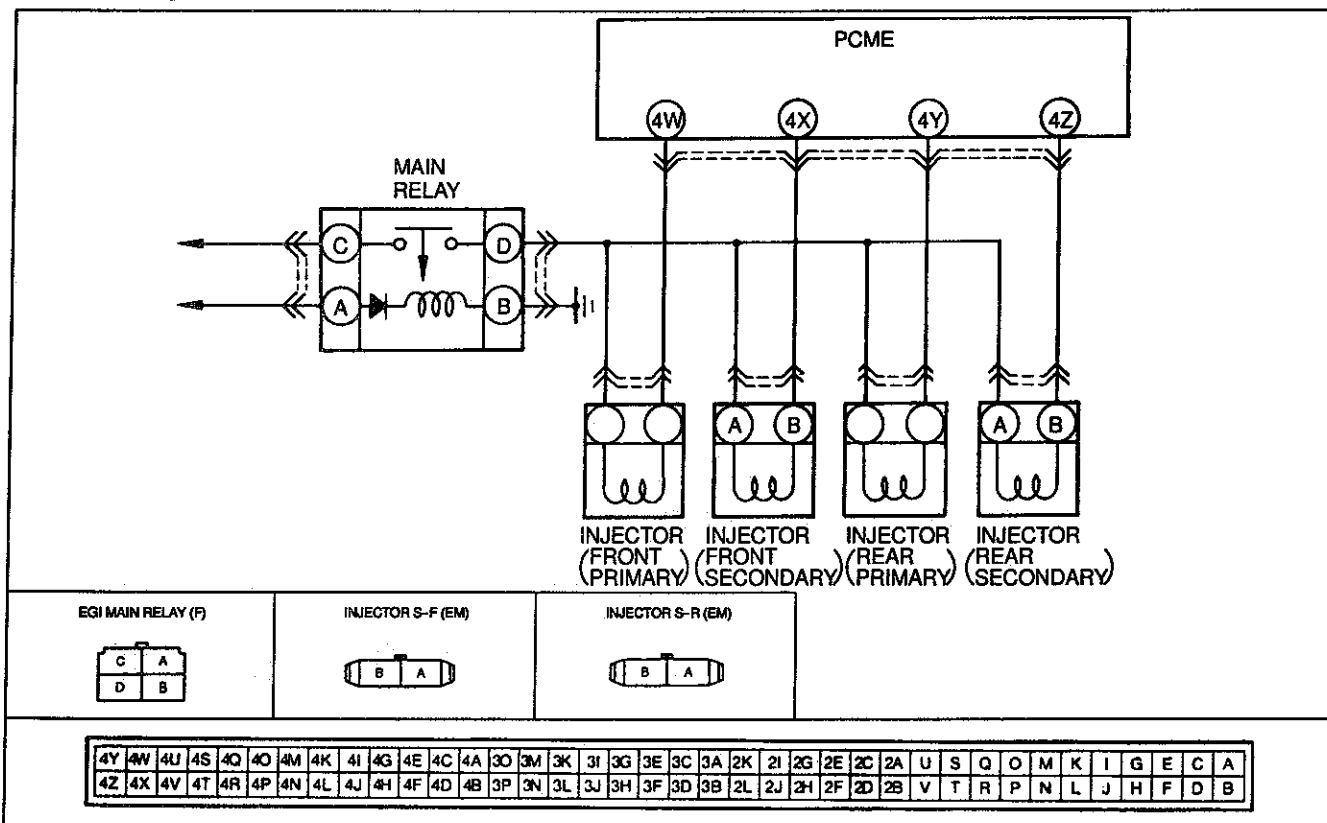 PCME
4W 4X 4Y 4Z
MAIN
RELAY
C D
A B
A B A B
INJECTOR INJECTOR INJECTOR INJECTOR
(FRONT PRIMARY) (FRONT SECONDARY) (REAR PRIMARY) (REAR SECONDARY)
EGI MAIN RELAY (F) INJECTOR S-F (EM) INJECTOR S-R (EM)
C A
D B
B A B A
4Y 4W 4U 4S 4Q 4O 4M 4K 4I 4G 4E 4C 4A 3O 3M 3K 3I 3G 3E 3C 3A 2K 2I 2G 2E 2C 2A U S Q O M K I G E C A
4Z 4X 4V 4T 4R 4P 4N 4L 4J 4H 4F 4D 4B 3P 3N 3L 3J 3H 3F 3D 3B 2L 2J 2H 2F 2D 2B V T R P N L J H F D B